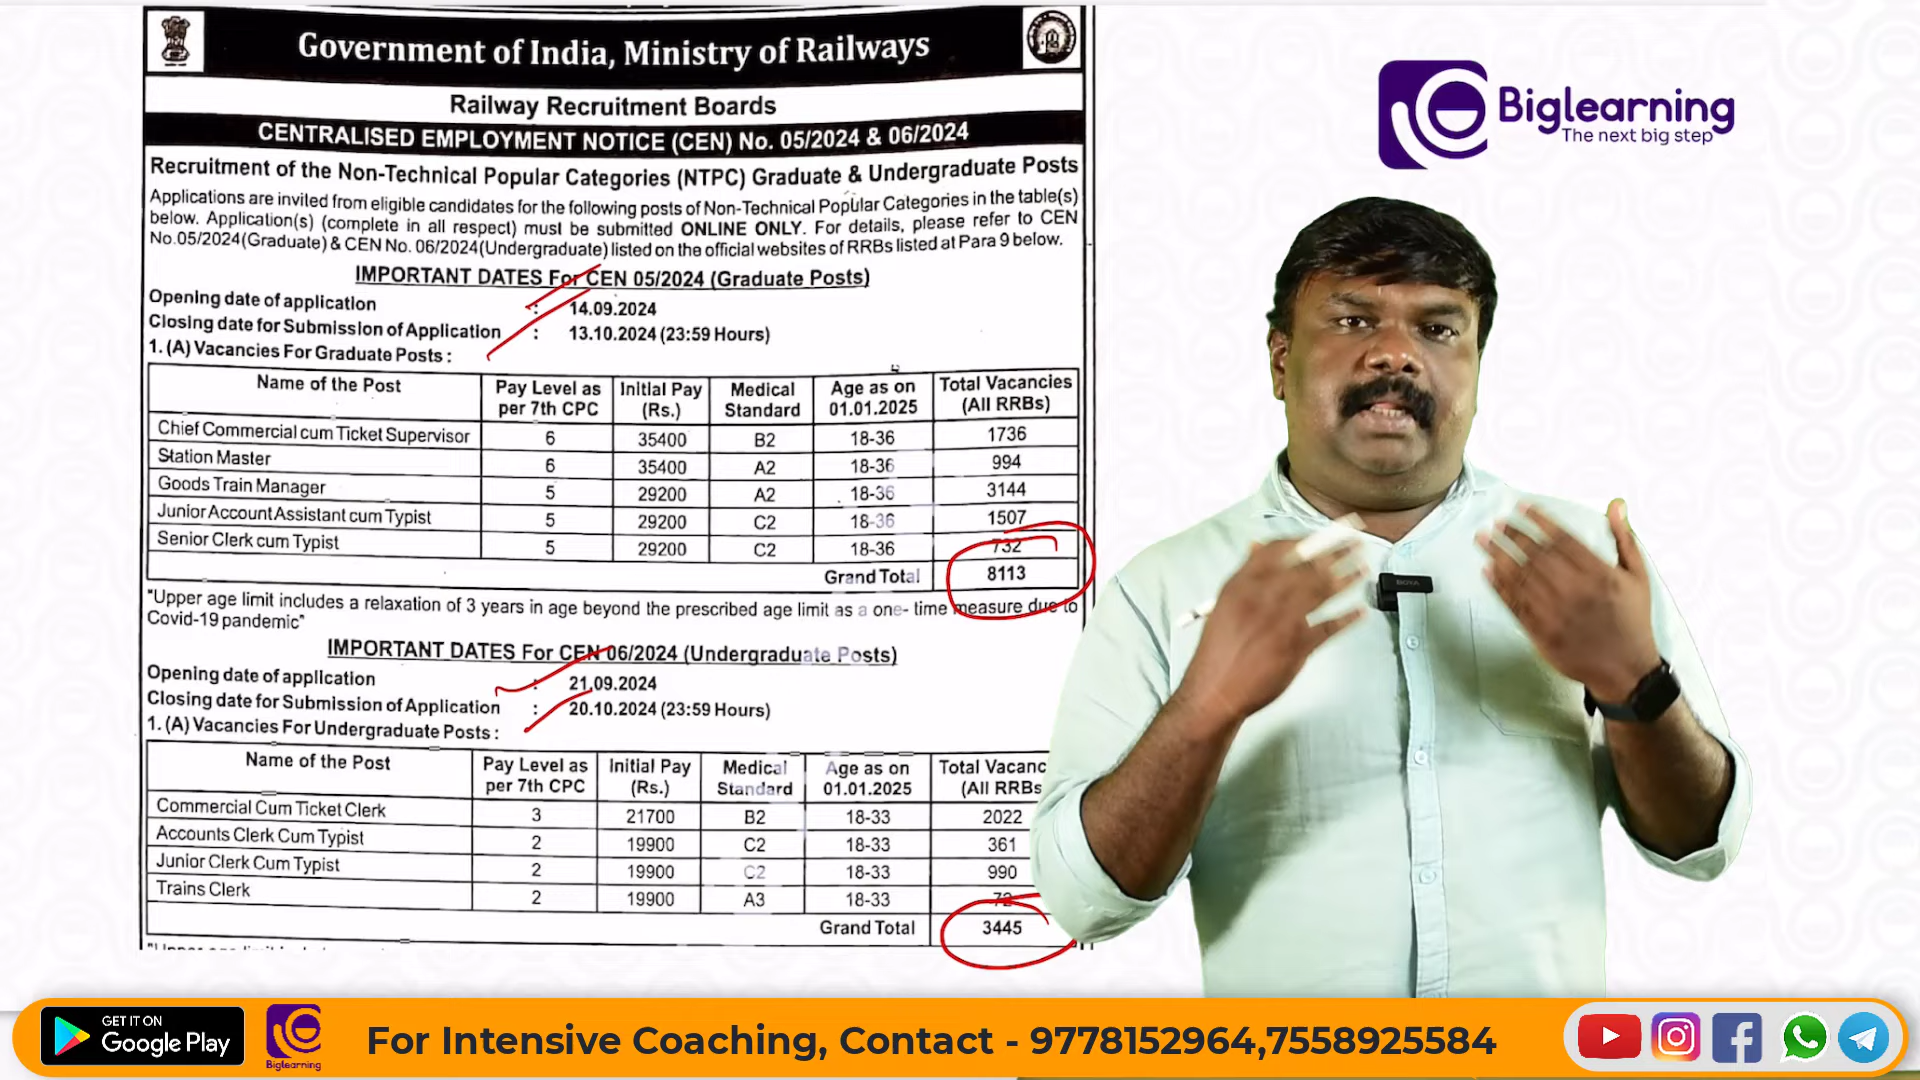 Government of India, Ministry of Railways
Railway Recruitment Boards
CENTRALISED EMPLOYMENT NOTICE (CEN) No. 05/2024 & 06/2024
Recruitment of the Non-Technical Popular Categories (NTPC) Graduate & Undergraduate Posts
Applications are invited from eligible candidates for the following posts of Non-Technical Popular Categories in the table(s)
below. Application(s) (complete in all respect) must be submitted ONLINE ONLY. For details, please refer to CEN
No.05/2024(Graduate) & CEN No. 06/2024(Undergraduate) listed on the official websites of RRBs listed at Para 9 below.
IMPORTANT DATES For CEN 05/2024 (Graduate Posts)
Opening date of application : 14.09.2024
Closing date for Submission of Application : 13.10.2024 (23:59 Hours)
1. (A) Vacancies For Graduate Posts :
Name of the Post Pay Level as per 7th CPC Initial Pay (Rs.) Medical Standard Age as on 01.01.2025 Total Vacancies (All RRBs)
Chief Commercial cum Ticket Supervisor 6 35400 B2 18-36 1736
Station Master 6 35400 A2 18-36 994
Goods Train Manager 5 29200 A2 18-36 3144
Junior Account Assistant cum Typist 5 29200 C2 18-36 1507
Senior Clerk cum Typist 5 29200 C2 18-36 732
Grand Total 8113
"Upper age limit includes a relaxation of 3 years in age beyond the prescribed age limit as a one- time measure due to
Covid-19 pandemic"
IMPORTANT DATES For CEN 06/2024 (Undergraduate Posts)
Opening date of application : 21.09.2024
Closing date for Submission of Application : 20.10.2024 (23:59 Hours)
1. (A) Vacancies For Undergraduate Posts :
Name of the Post Pay Level as per 7th CPC Initial Pay (Rs.) Medical Standard Age as on 01.01.2025 Total Vacanc (All RRBs
Commercial Cum Ticket Clerk 3 21700 B2 18-33 2022
Accounts Clerk Cum Typist 2 19900 C2 18-33 361
Junior Clerk Cum Typist 2 19900 C2 18-33 990
Trains Clerk 2 19900 A3 18-33 72
Grand Total 3445
Biglearning
The next big step
BOYA
GET IT ON
Google Play
Biglearning
For Intensive Coaching, Contact - 9778152964,7558925584